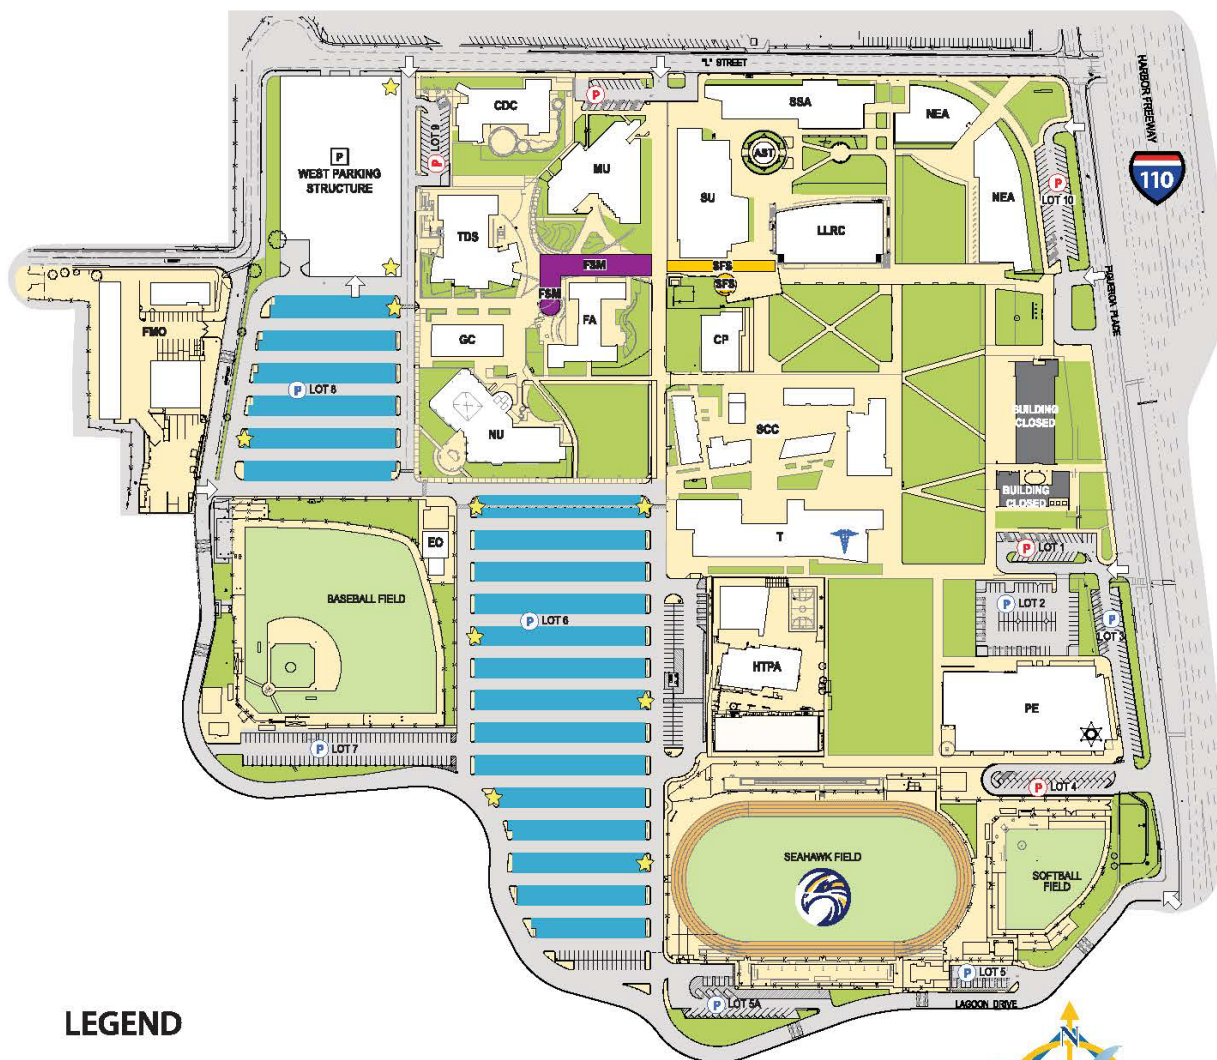 "L" STREET
HARBOR FREEWAY
110
P
WEST PARKING
STRUCTURE
P
LOT 9
CDC
P
SSA
NEA
MU
SU
AST
NEA
P
LOT 10
TDS
LLRC
FSM
FSM
SFS
SFS
FIGUEROA PLACE
FMO
GC
FA
CP
P LOT 8
NU
SCC
BUILDING
CLOSED
BUILDING
CLOSED
T
P LOT 1
BASEBALL FIELD
P LOT 6
P LOT 2
P
LOT 3
HTPA
PE
P LOT 7
P LOT 4
SEAHAWK FIELD
SOFTBALL
FIELD
P LOT 5
P LOT 5A
LAGOON DRIVE
LEGEND
N